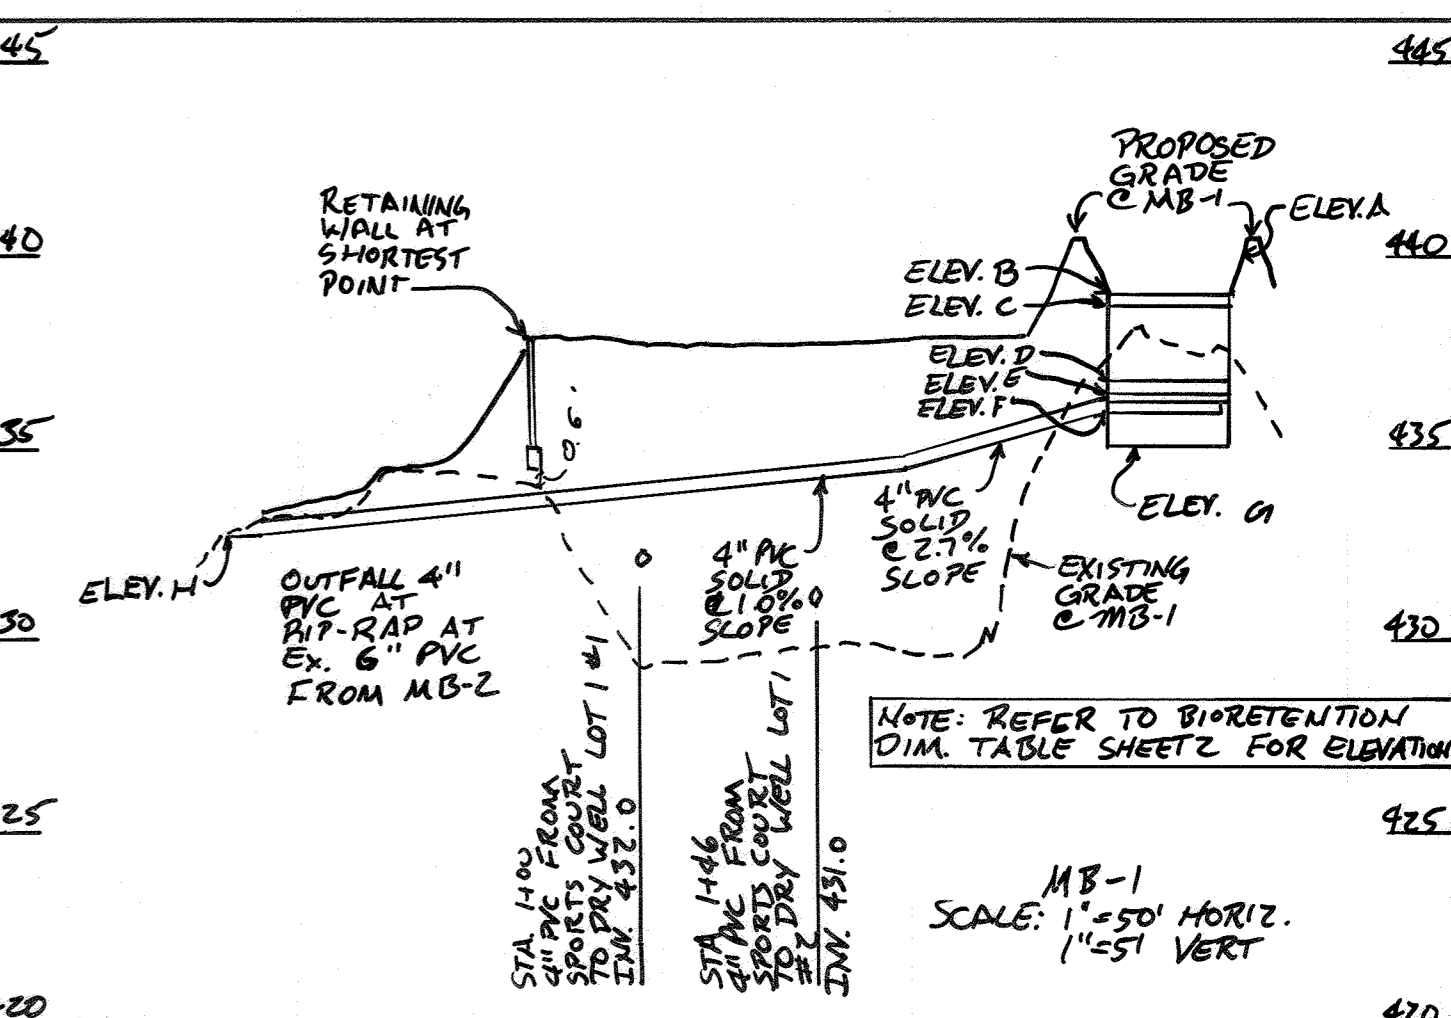 45
445
PROPOSED
GRADE
@ MB-1
ELEV. A
RETAINING
WALL AT
SHORTEST
POINT
40
440
ELEV. B
ELEV. C
ELEV. D
ELEV. E
ELEV. F
35
435
0.6'
4" PVC
SOLID
@ 2.7%
SLOPE
ELEV. G
4" PVC
SOLID
@ 1.0%
SLOPE
EXISTING
GRADE
@ MB-1
ELEV. H
OUTFALL 4"
PVC AT
RIP-RAP AT
EX. 6" PVC
FROM MB-2
30
430
NOTE: REFER TO BIORETENTION
DIM. TABLE SHEET 2 FOR ELEVATION
25
425
STA. 1+00
4" PVC FROM
SPORTS COURT
TO DRY WELL LOT 1 #1
INV. 432.0
STA 1+46
4" PVC FROM
SPORTS COURT
TO DRY WELL LOT 1
#2
INV. 431.0
MB-1
SCALE: 1"=50' HORIZ.
1"=5' VERT
20
420